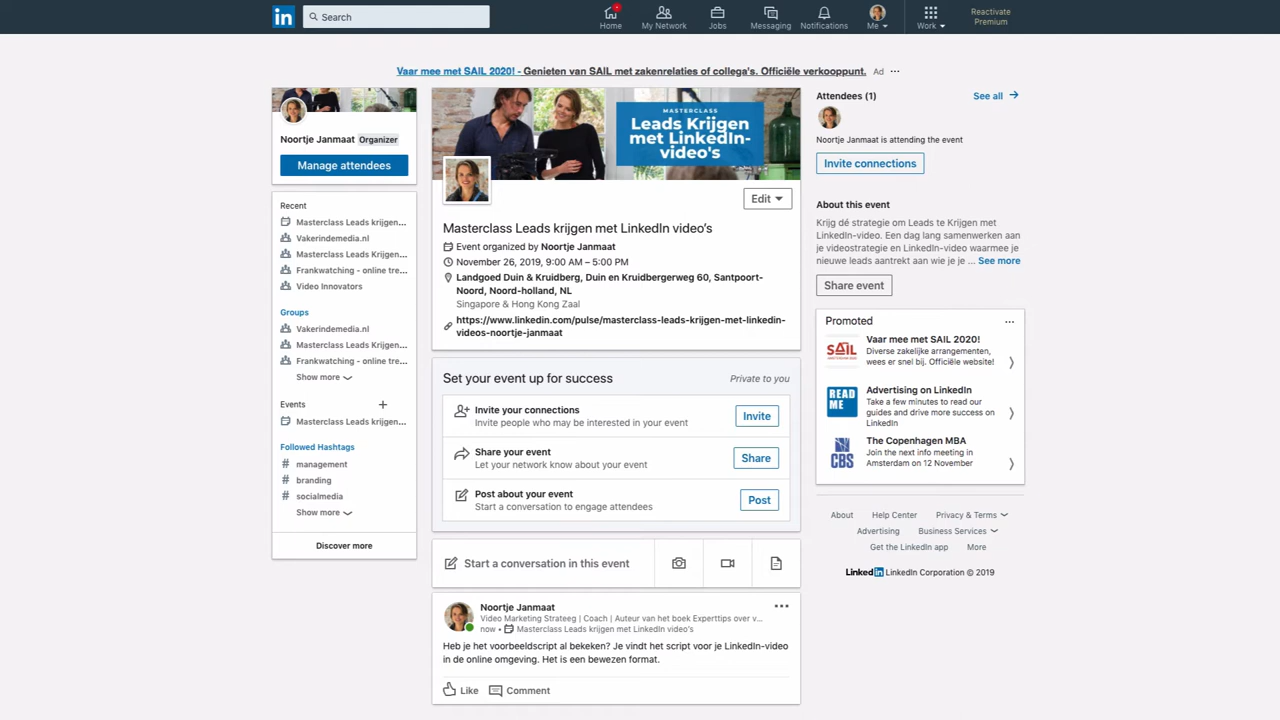 in
Search
Home
My Network
Jobs
Messaging
Notifications
Me
Work
Reactivate
Premium
Vaar mee met SAIL 2020! - Genieten van SAIL met zakenrelaties of collega's. Officiële verkooppunt. Ad ...
Noortje Janmaat Organizer
Manage attendees
Recent
Masterclass Leads krijgen...
Vakerindemedia.nl
Masterclass Leads Krijgen...
Frankwatching - online tre...
Video Innovators
Groups
Vakerindemedia.nl
Masterclass Leads Krijgen...
Frankwatching - online tre...
Show more
Events +
Masterclass Leads krijgen...
Followed Hashtags
# management
# branding
# socialmedia
Show more
Discover more
MASTERCLASS
Leads Krijgen
met LinkedIn-
video's
Edit
Masterclass Leads krijgen met LinkedIn video's
Event organized by Noortje Janmaat
November 26, 2019, 9:00 AM – 5:00 PM
Landgoed Duin & Kruidberg, Duin en Kruidbergerweg 60, Santpoort-
Noord, Noord-holland, NL
Singapore & Hong Kong Zaal
https://www.linkedin.com/pulse/masterclass-leads-krijgen-met-linkedin-
videos-noortje-janmaat
Set your event up for success Private to you
Invite your connections
Invite people who may be interested in your event
Invite
Share your event
Let your network know about your event
Share
Post about your event
Start a conversation to engage attendees
Post
Start a conversation in this event
Noortje Janmaat
Video Marketing Strateeg | Coach | Auteur van het boek Experttips over v...
now • Masterclass Leads krijgen met LinkedIn video's
Heb je het voorbeeldscript al bekeken? Je vindt het script voor je LinkedIn-video
in de online omgeving. Het is een bewezen format.
Like Comment
Attendees (1) See all
Noortje Janmaat is attending the event
Invite connections
About this event
Krijg dé strategie om Leads te Krijgen met
LinkedIn-video. Een dag lang samenwerken aan
je videostrategie en LinkedIn-video waarmee je
nieuwe leads aantrekt aan wie je je ... See more
Share event
Promoted ...
SAIL
Vaar mee met SAIL 2020!
Diverse zakelijke arrangementen,
wees er snel bij. Officiële website!
READ
ME
Advertising on LinkedIn
Take a few minutes to read our
guides and drive more success on
LinkedIn
CBS
The Copenhagen MBA
Join the next info meeting in
Amsterdam on 12 November
About Help Center Privacy & Terms
Advertising Business Services
Get the LinkedIn app More
Linked in LinkedIn Corporation © 2019